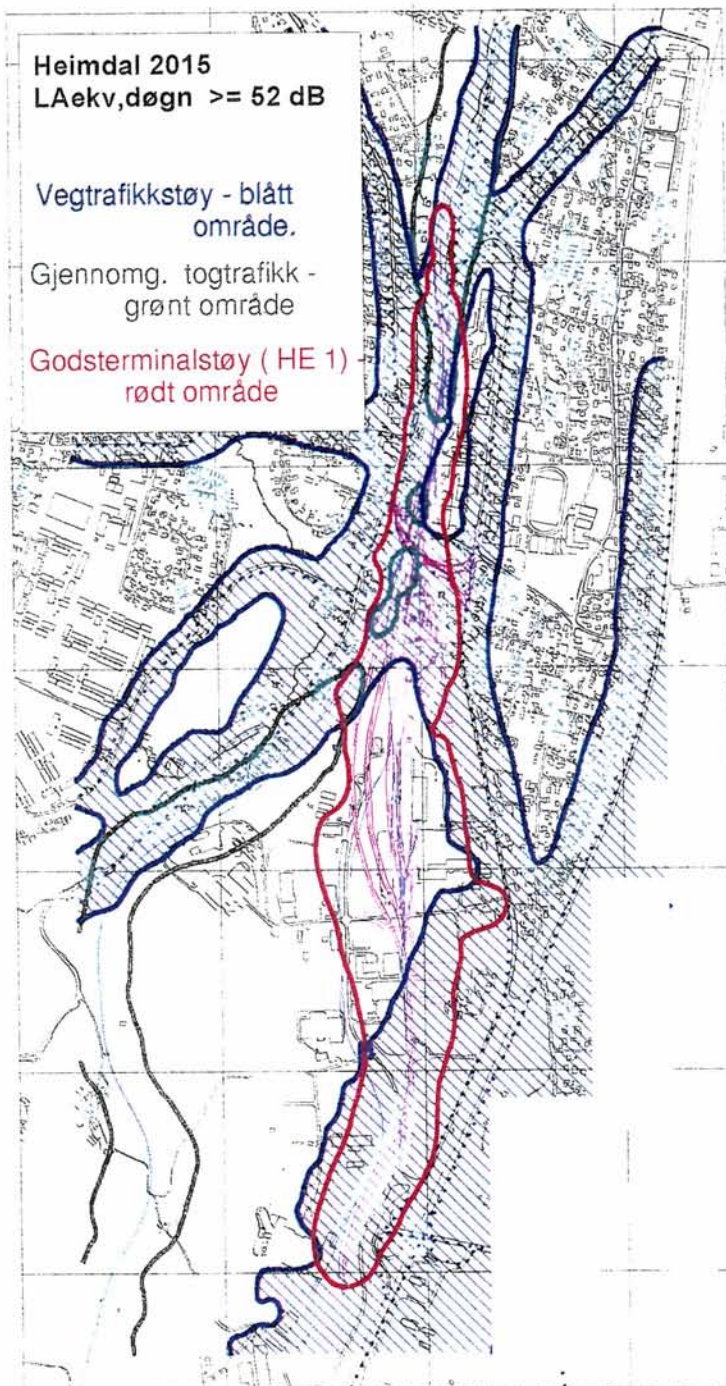 Heimdal 2015
LAekv,døgn >= 52 dB
Vegtrafikkstøy - blått
område.
Gjennomg. togtrafikk -
grønt område
Godsterminalstøy ( HE 1) -
rødt område